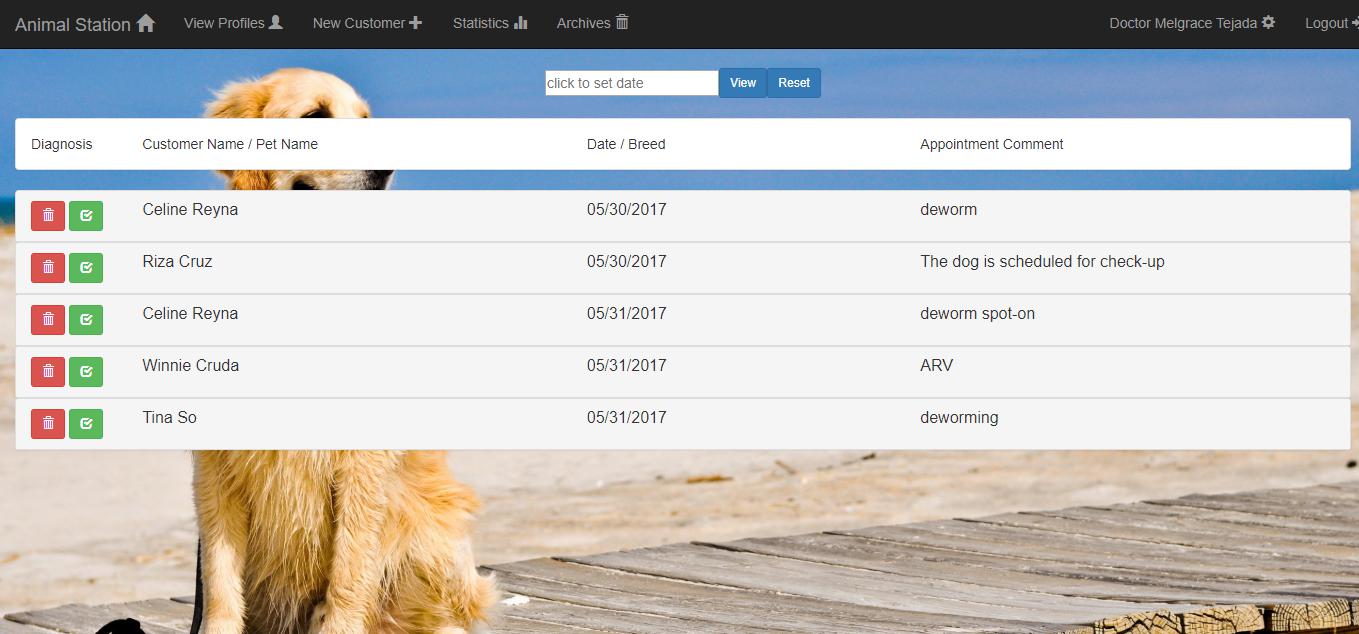 Animal Station View Profiles New Customer Statistics Archives Doctor Melgrace Tejada Logout
click to set date View Reset
Diagnosis Customer Name / Pet Name Date / Breed Appointment Comment
Celine Reyna 05/30/2017 deworm
Riza Cruz 05/30/2017 The dog is scheduled for check-up
Celine Reyna 05/31/2017 deworm spot-on
Winnie Cruda 05/31/2017 ARV
Tina So 05/31/2017 deworming